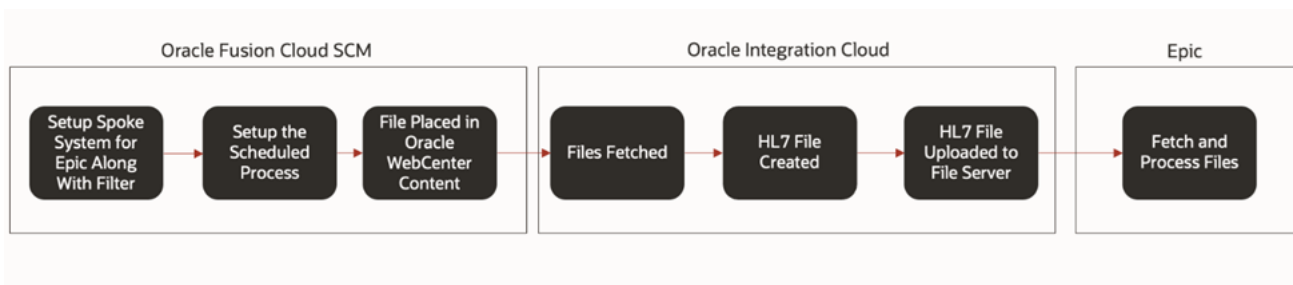 Oracle Fusion Cloud SCM
Setup Spoke
System for
Epic Along
With Filter
Setup the
Scheduled
Process
File Placed in
Oracle
WebCenter
Content
Oracle Integration Cloud
Files Fetched
HL7 File
Created
HL7 File
Uploaded to
File Server
Epic
Fetch and
Process Files